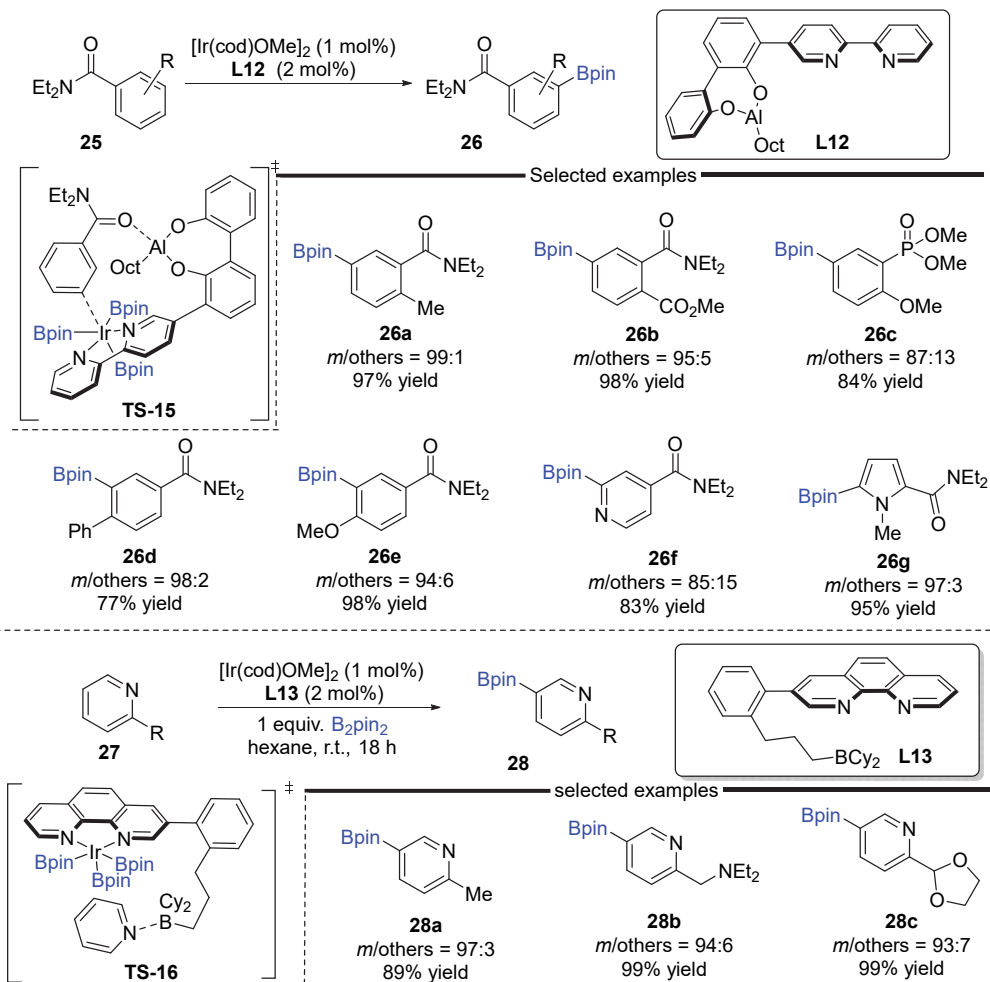 O
Et2N
R
25
[Ir(cod)OMe]2 (1 mol%)
L12 (2 mol%)
O
Et2N
R
Bpin
26
N
N
O
O
Al
Oct
L12
‡
Et2N
O
O
Al
Oct
O
Bpin
Bpin
Ir
N
N
Bpin
TS-15
Selected examples
Bpin
O
NEt2
Me
26a
m/others = 99:1
97% yield
Bpin
O
NEt2
CO2Me
26b
m/others = 95:5
98% yield
Bpin
O
P
OMe
OMe
OMe
26c
m/others = 87:13
84% yield
Bpin
O
NEt2
Ph
26d
m/others = 98:2
77% yield
Bpin
O
NEt2
MeO
26e
m/others = 94:6
98% yield
Bpin
O
NEt2
N
26f
m/others = 85:15
83% yield
Bpin
N
Me
NEt2
O
26g
m/others = 97:3
95% yield
N
R
27
[Ir(cod)OMe]2 (1 mol%)
L13 (2 mol%)
1 equiv. B2pin2
hexane, r.t., 18 h
Bpin
N
R
28
N
N
BCy2
L13
‡
N
N
Ir
Bpin
Bpin
Bpin
Cy2
B
N
TS-16
selected examples
Bpin
N
Me
28a
m/others = 97:3
89% yield
Bpin
N
NEt2
28b
m/others = 94:6
99% yield
Bpin
N
O
O
28c
m/others = 93:7
99% yield